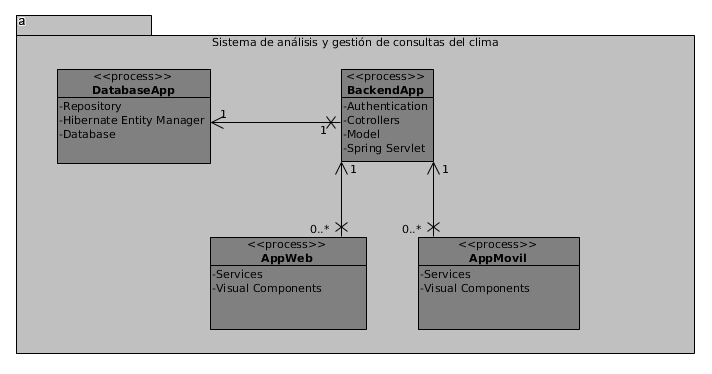 a
Sistema de análisis y gestión de consultas del clima
<<process>>
DatabaseApp
-Repository
-Hibernate Entity Manager
-Database
<<process>>
BackendApp
-Authentication
-Cotrollers
-Model
-Spring Servlet
1
1
1
1
0..*
0..*
<<process>>
AppWeb
-Services
-Visual Components
<<process>>
AppMovil
-Services
-Visual Components